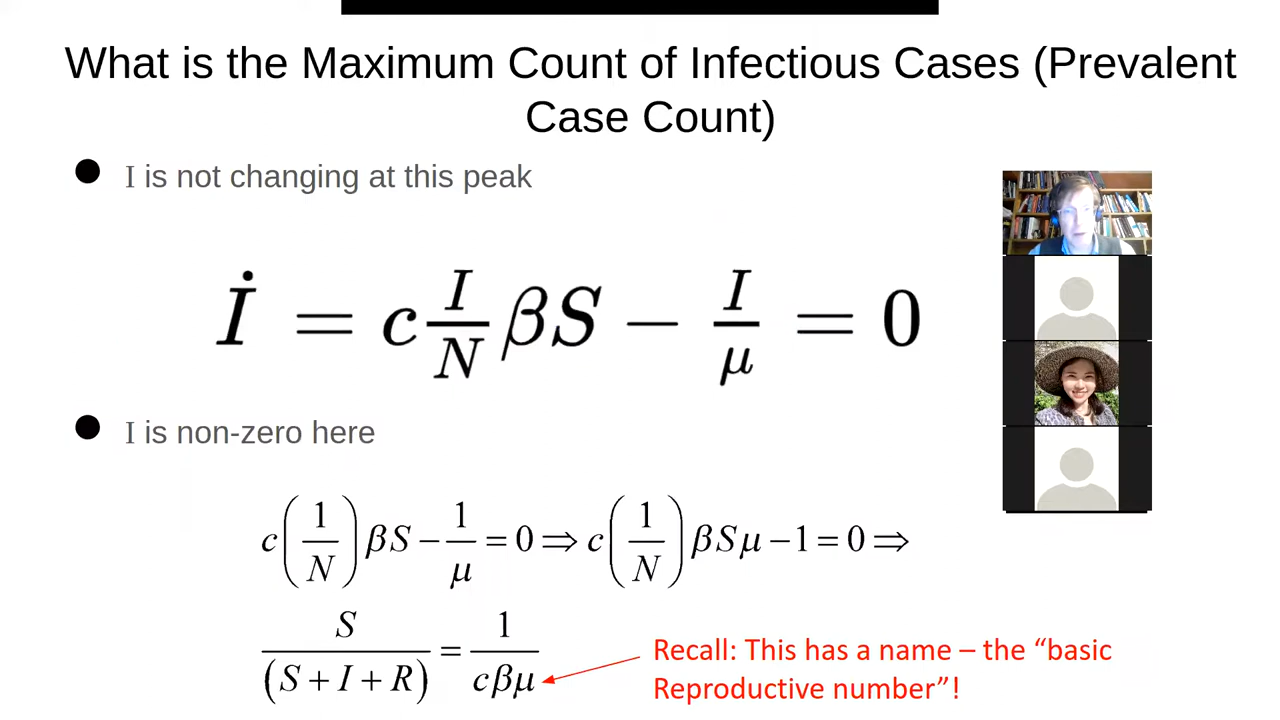 What is the Maximum Count of Infectious Cases (Prevalent
Case Count)
● I is not changing at this peak
İ = c I/N βS − I/μ = 0
● I is non-zero here
c(1/N)βS − 1/μ = 0 ⇒ c(1/N)βSμ − 1 = 0 ⇒
S/(S + I + R) = 1/cβμ
Recall: This has a name – the “basic
Reproductive number”!